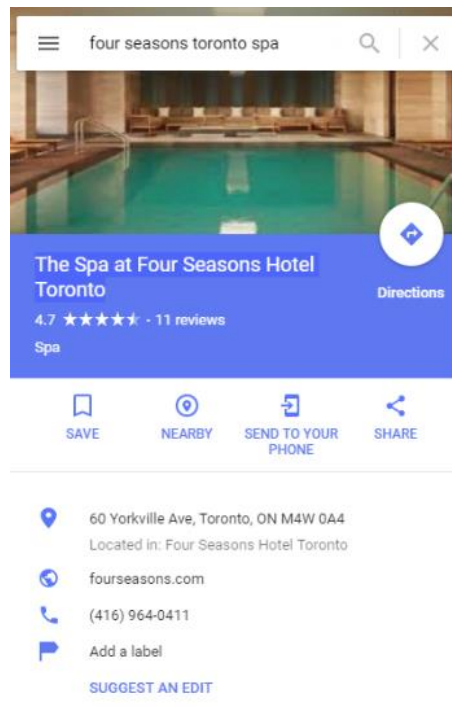 four seasons toronto spa
The Spa at Four Seasons Hotel
Toronto
Directions
4.7 ★★★★★ - 11 reviews
Spa
SAVE
NEARBY
SEND TO YOUR
PHONE
SHARE
60 Yorkville Ave, Toronto, ON M4W 0A4
Located in: Four Seasons Hotel Toronto
fourseasons.com
(416) 964-0411
Add a label
SUGGEST AN EDIT